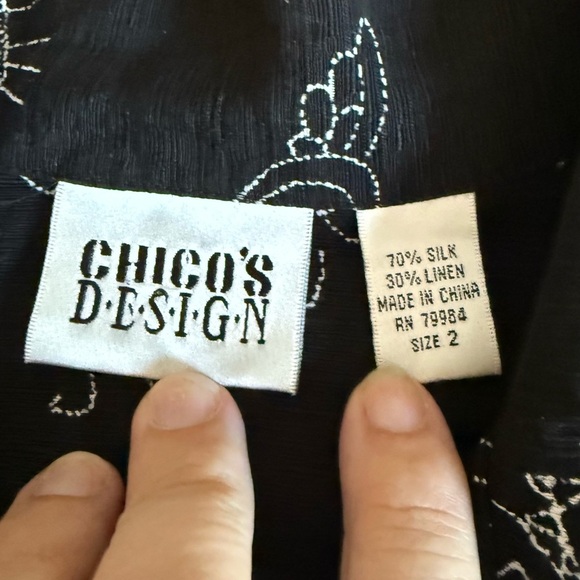 CHICO'S
D·E·S·I·G·N
70% SILK
30% LINEN
MADE IN CHINA
RN 79984
SIZE 2